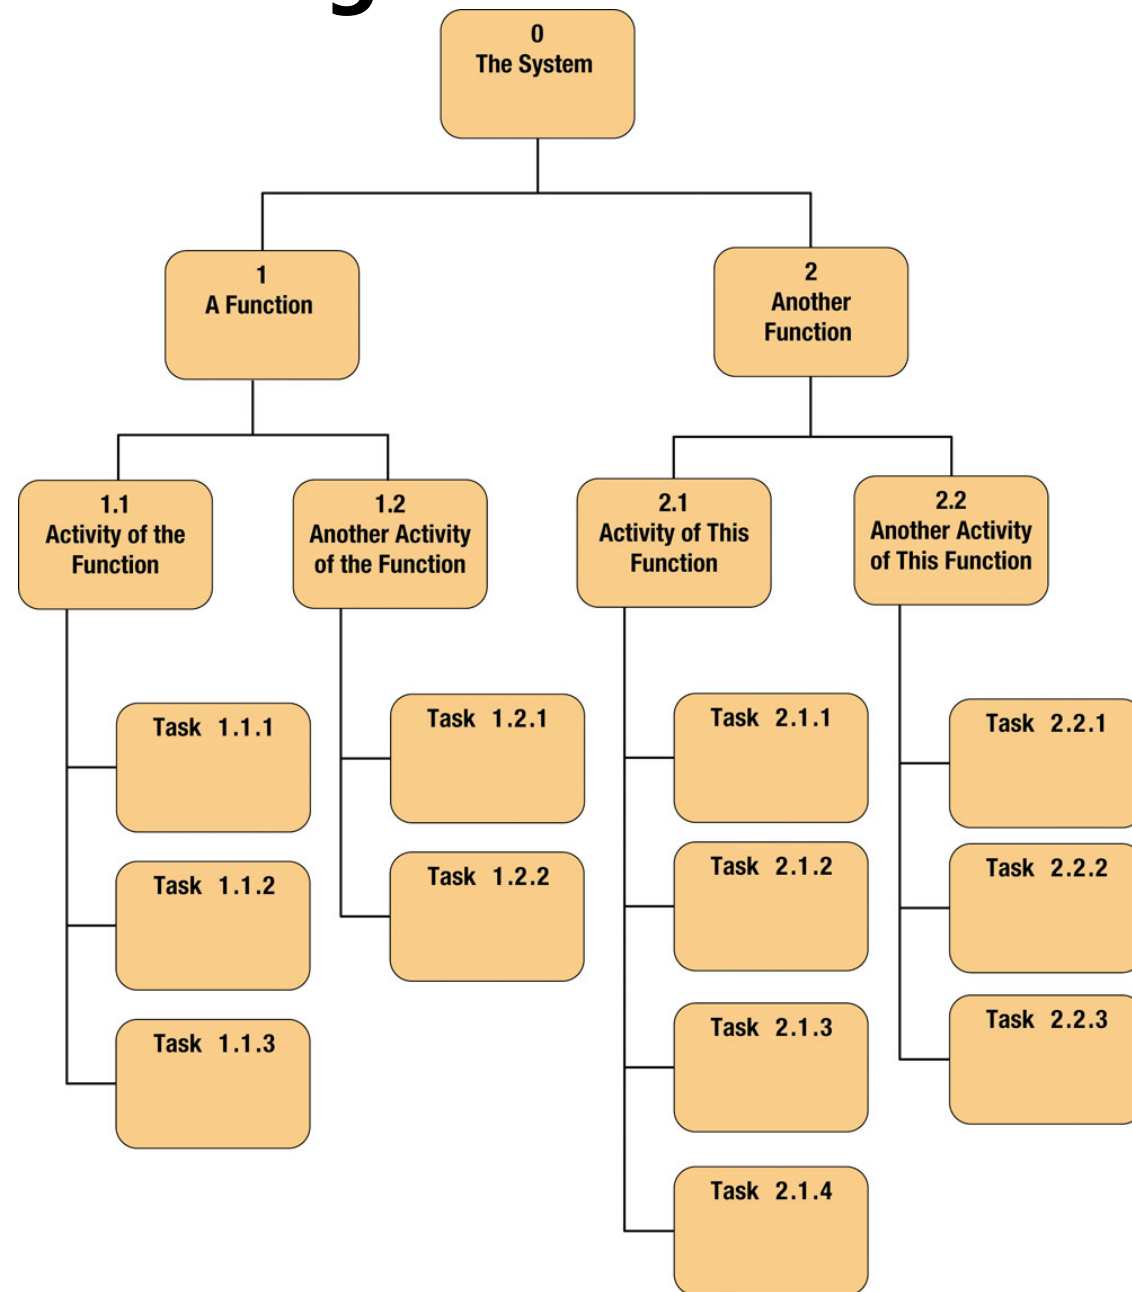 0
The System
1
A Function
2
Another
Function
1.1
Activity of the
Function
1.2
Another Activity
of the Function
2.1
Activity of This
Function
2.2
Another Activity
of This Function
Task 1.1.1
Task 1.2.1
Task 2.1.1
Task 2.2.1
Task 1.1.2
Task 1.2.2
Task 2.1.2
Task 2.2.2
Task 1.1.3
Task 2.1.3
Task 2.2.3
Task 2.1.4